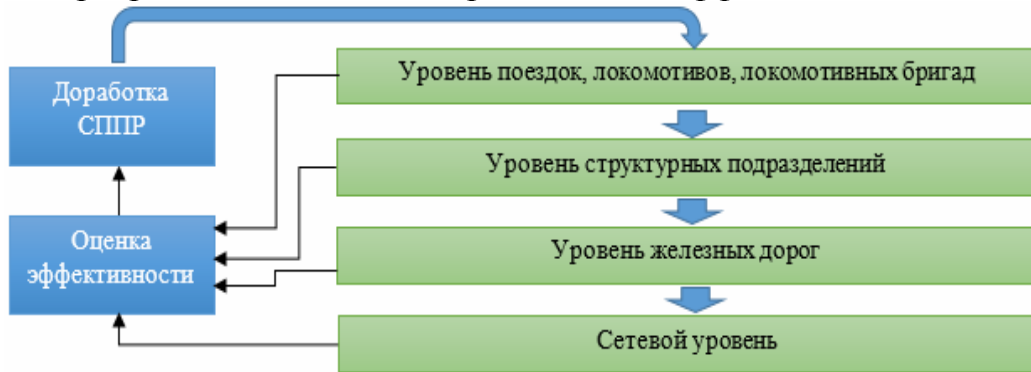 Уровень поездок, локомотивов, локомотивных бригад
Доработка
СППР
Уровень структурных подразделений
Оценка
эффективности
Уровень железных дорог
Сетевой уровень